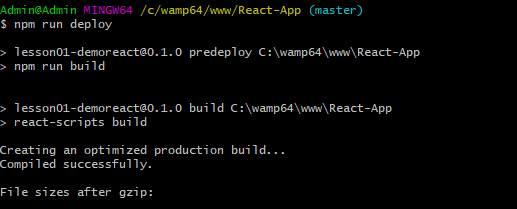 Admin@Admin MINGW64 /c/wamp64/www/React-App (master)
$ npm run deploy
> lesson01-demoreact@0.1.0 predeploy C:\wamp64\www\React-App
> npm run build
> lesson01-demoreact@0.1.0 build C:\wamp64\www\React-App
> react-scripts build
Creating an optimized production build...
Compiled successfully.
File sizes after gzip: